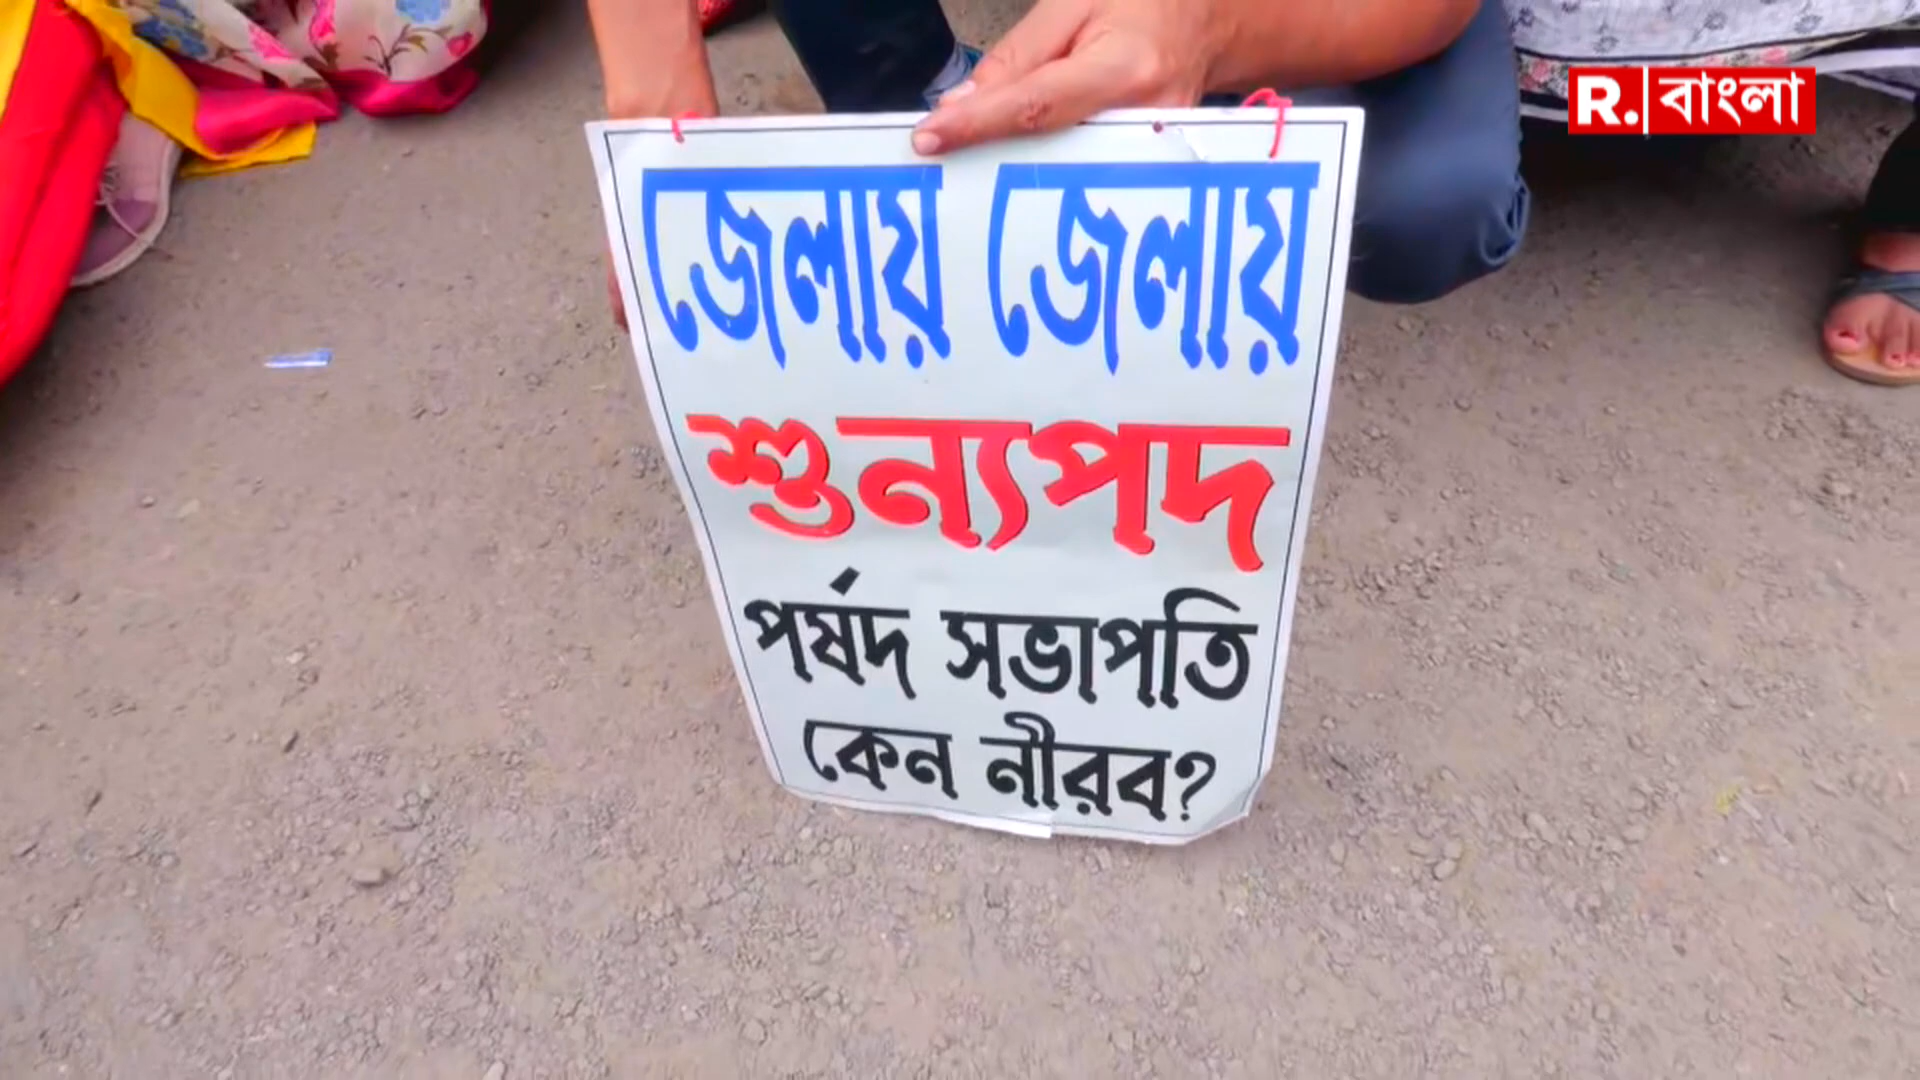 R. বাংলা
জেলায় জেলায়
শুন্যপদ
পর্ষদ সভাপতি
কেন নীরব?